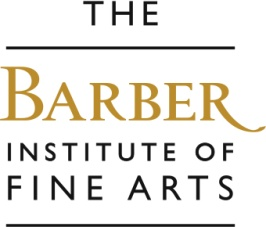 THE
BARBER
INSTITUTE OF
FINE ARTS